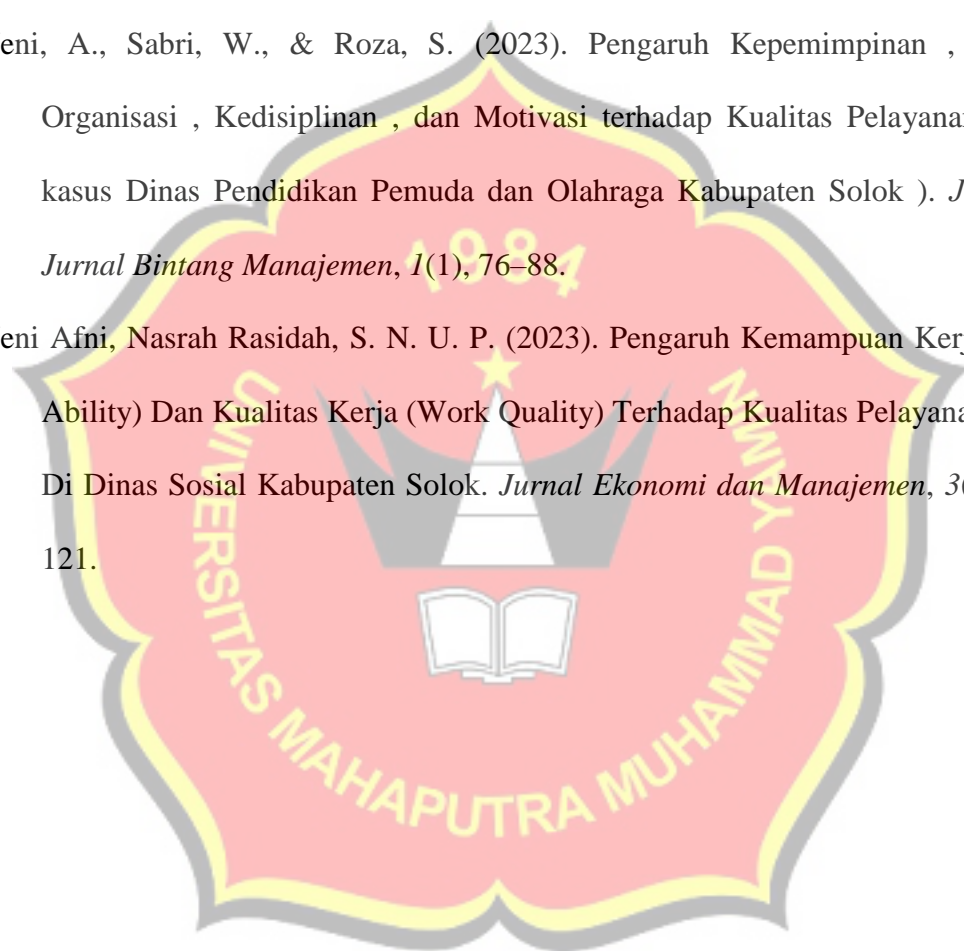 eni, A., Sabri, W., & Roza, S. (2023). Pengaruh Kepemimpinan ,
Organisasi , Kedisiplinan , dan Motivasi terhadap Kualitas Pelayanan
kasus Dinas Pendidikan Pemuda dan Olahraga Kabupaten Solok ). J
Jurnal Bintang Manajemen, 1(1), 76–88.
eni Afni, Nasrah Rasidah, S. N. U. P. (2023). Pengaruh Kemampuan Kerj
Ability) Dan Kualitas Kerja (Work Quality) Terhadap Kualitas Pelayana
Di Dinas Sosial Kabupaten Solok. Jurnal Ekonomi dan Manajemen, 3(
121.
1984
UNIVERSITAS MAHAPUTRA MUHAMMAD YAMIN